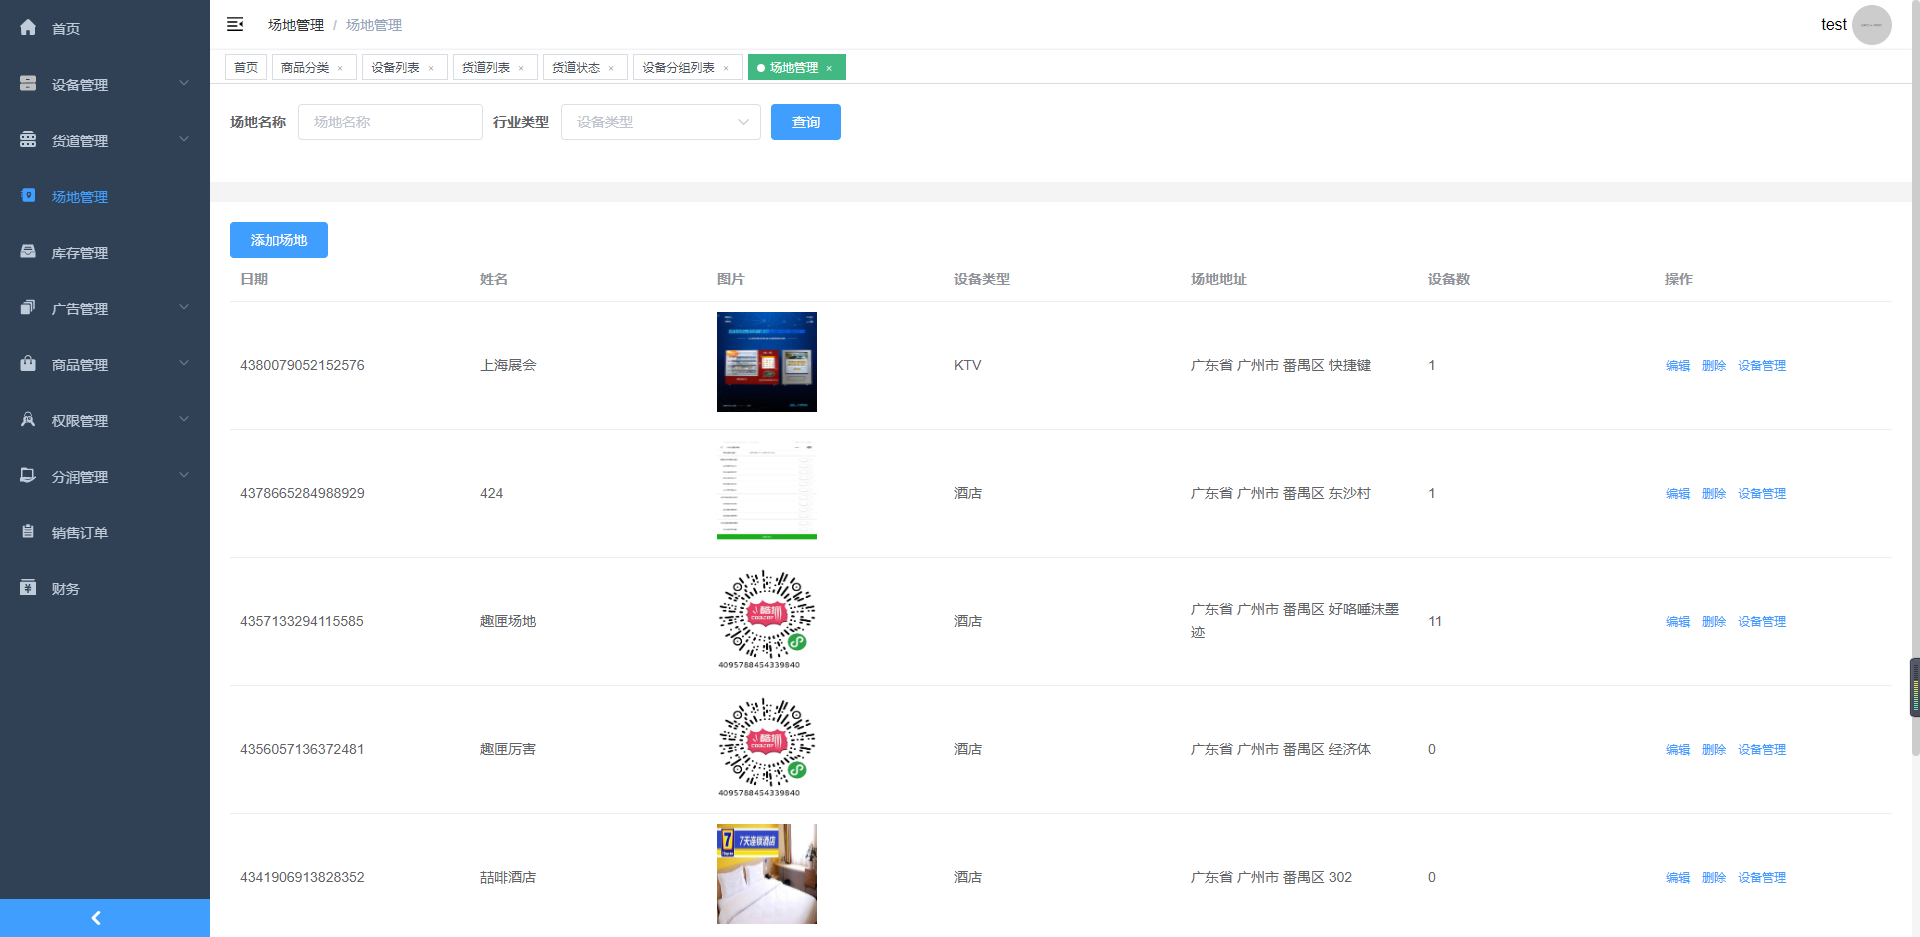 首页
设备管理
货道管理
场地管理
库存管理
广告管理
商品管理
权限管理
分润管理
销售订单
财务
场地管理 / 场地管理
test
首页 商品分类 × 设备列表 × 货道列表 × 货道状态 × 设备分组列表 × 场地管理 ×
场地名称 场地名称 行业类型 设备类型 查询
添加场地
日期 姓名 图片 设备类型 场地地址 设备数 操作
4380079052152576 上海展会 KTV 广东省 广州市 番禺区 快捷键 1 编辑 删除 设备管理
4378665284988929 424 酒店 广东省 广州市 番禺区 东沙村 1 编辑 删除 设备管理
4357133294115585 趣匣场地 酒店 广东省 广州市 番禺区 好咯唾沫墨
迹
11 编辑 删除 设备管理
4095788454339840
4356057136372481 趣匣厉害 酒店 广东省 广州市 番禺区 经济体 0 编辑 删除 设备管理
4095788454339840
7天连锁酒店
4341906913828352 喆啡酒店 酒店 广东省 广州市 番禺区 302 0 编辑 删除 设备管理